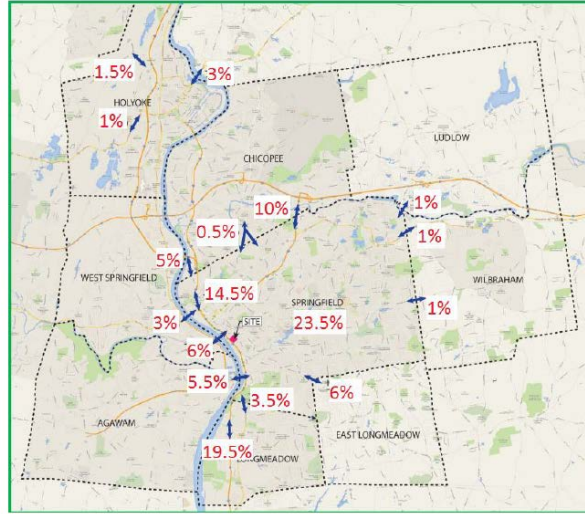 1.5%
3%
HOLYOKE
1%
LUDLOW
CHICOPEE
10%
1%
0.5%
1%
5%
WEST SPRINGFIELD
WILBRAHAM
14.5%
SPRINGFIELD
1%
3%
SITE
23.5%
6%
5.5%
6%
3.5%
AGAWAM
EAST LONGMEADOW
19.5%